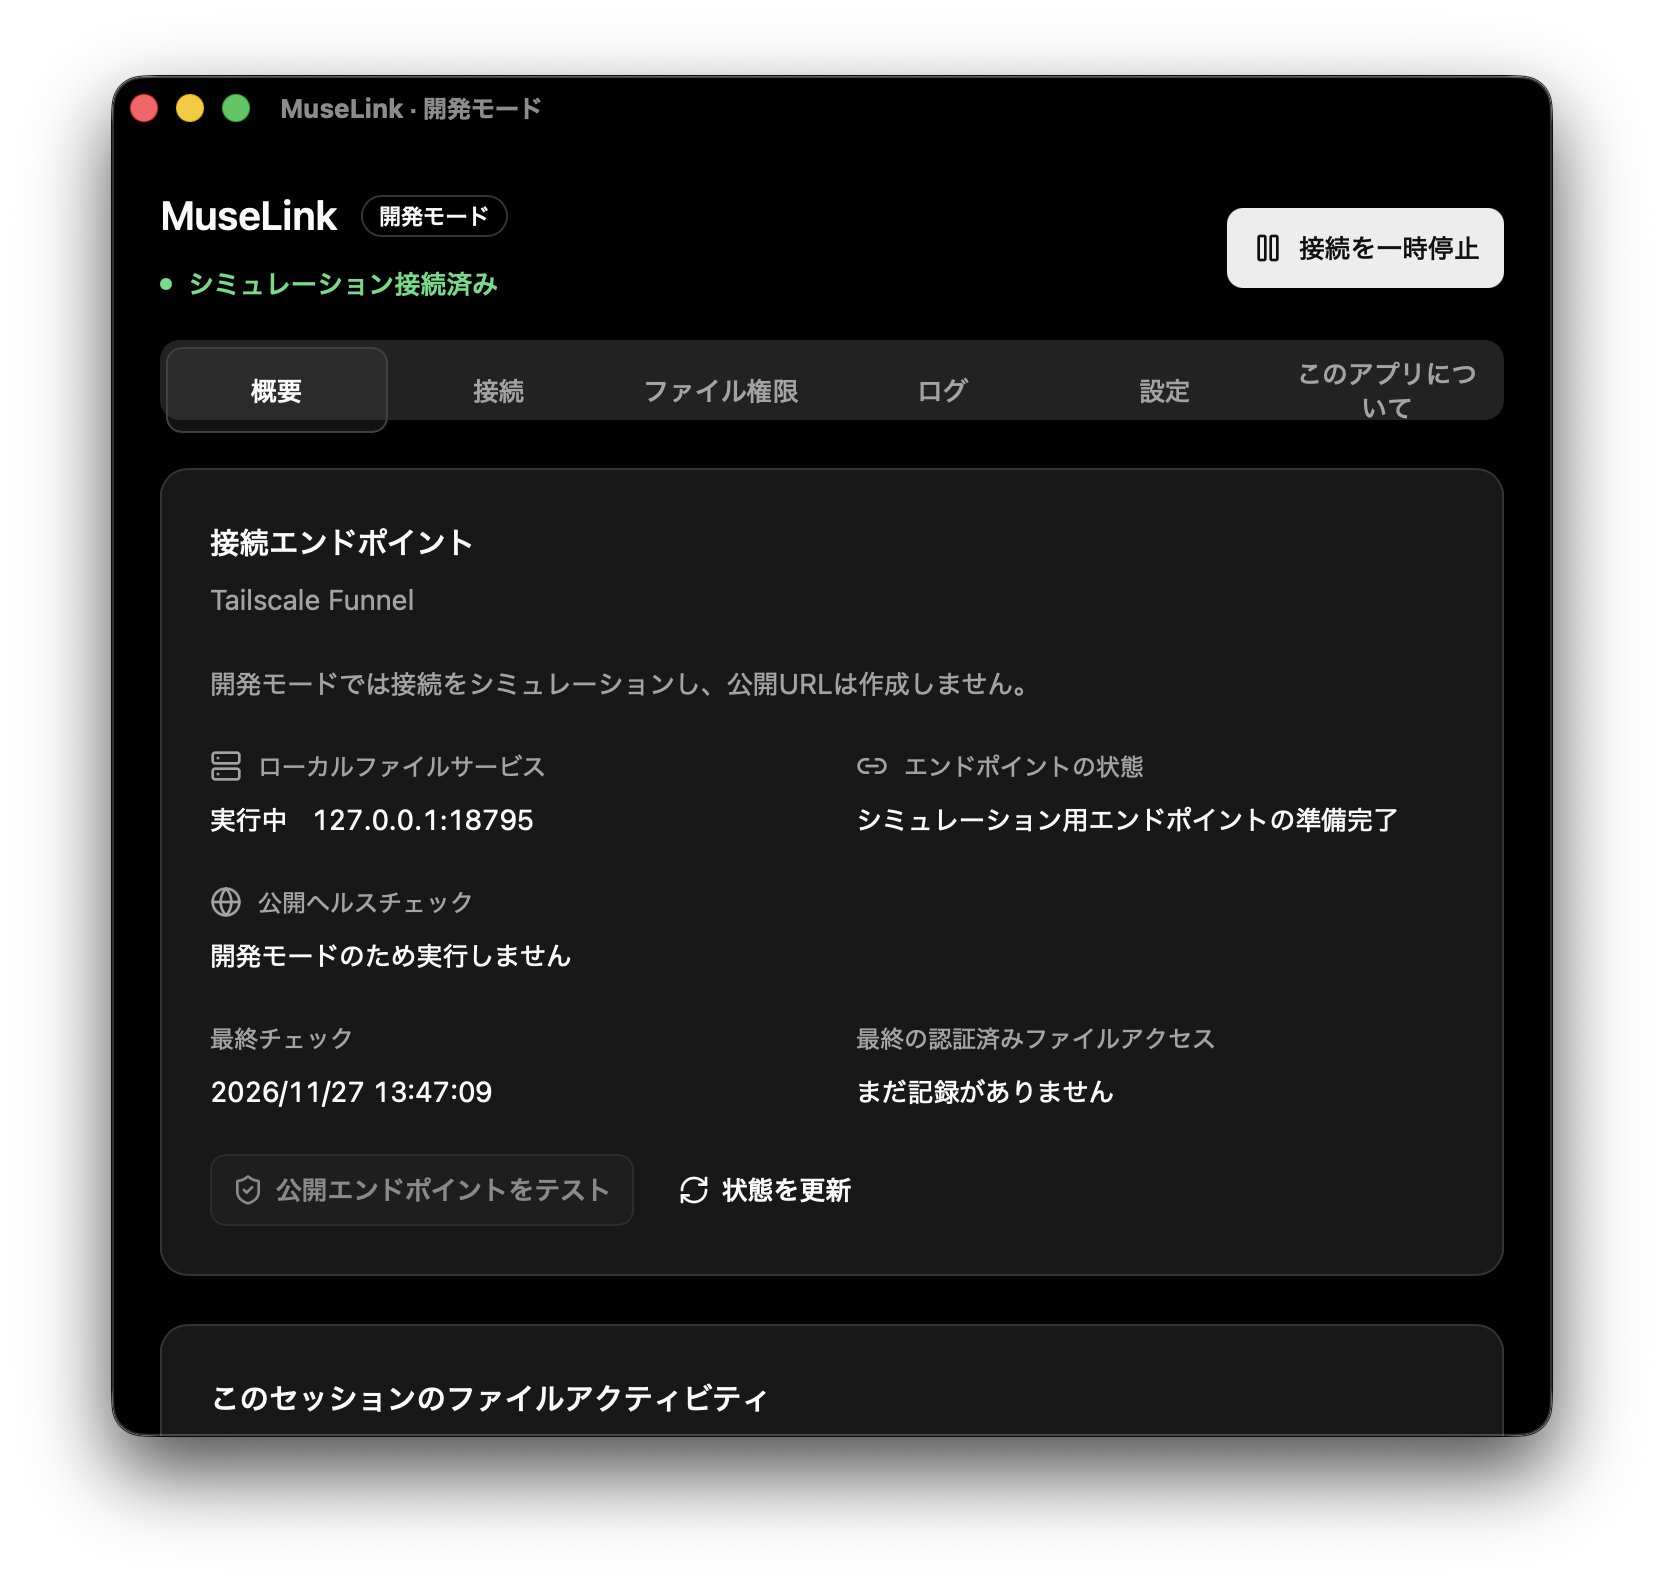 MuseLink · 開発モード
MuseLink 開発モード
シミュレーション接続済み
接続を一時停止
概要 接続 ファイル権限 ログ 設定 このアプリにつ
いて
接続エンドポイント
Tailscale Funnel
開発モードでは接続をシミュレーションし、公開URLは作成しません。
ローカルファイルサービス
実行中 127.0.0.1:18795
エンドポイントの状態
シミュレーション用エンドポイントの準備完了
公開ヘルスチェック
開発モードのため実行しません
最終チェック
2026/11/27 13:47:09
最終の認証済みファイルアクセス
まだ記録がありません
公開エンドポイントをテスト
状態を更新
このセッションのファイルアクティビティ